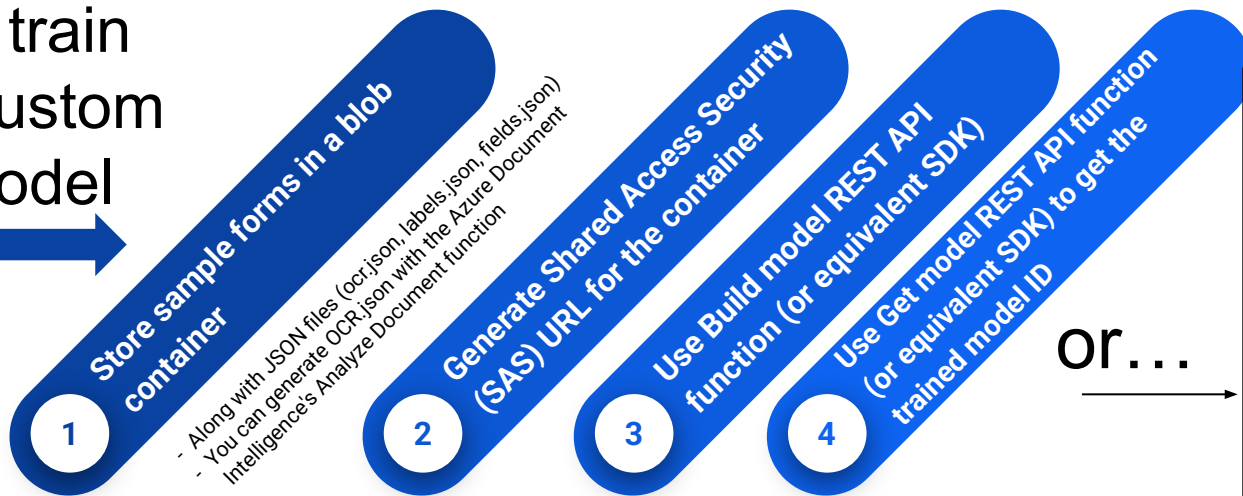 train
ustom
odel
Store sample forms in a blob
container
1
- Along with JSON files (ocr.json, labels.json, fields.json)
- You can generate OCR.json with the Azure Document
Intelligence's Analyze Document function
Generate Shared Access Security
(SAS) URL for the container
2
Use Build model REST API
function (or equivalent SDK)
3
Use Get model REST API function
(or equivalent SDK) to get the
trained model ID
4
or…